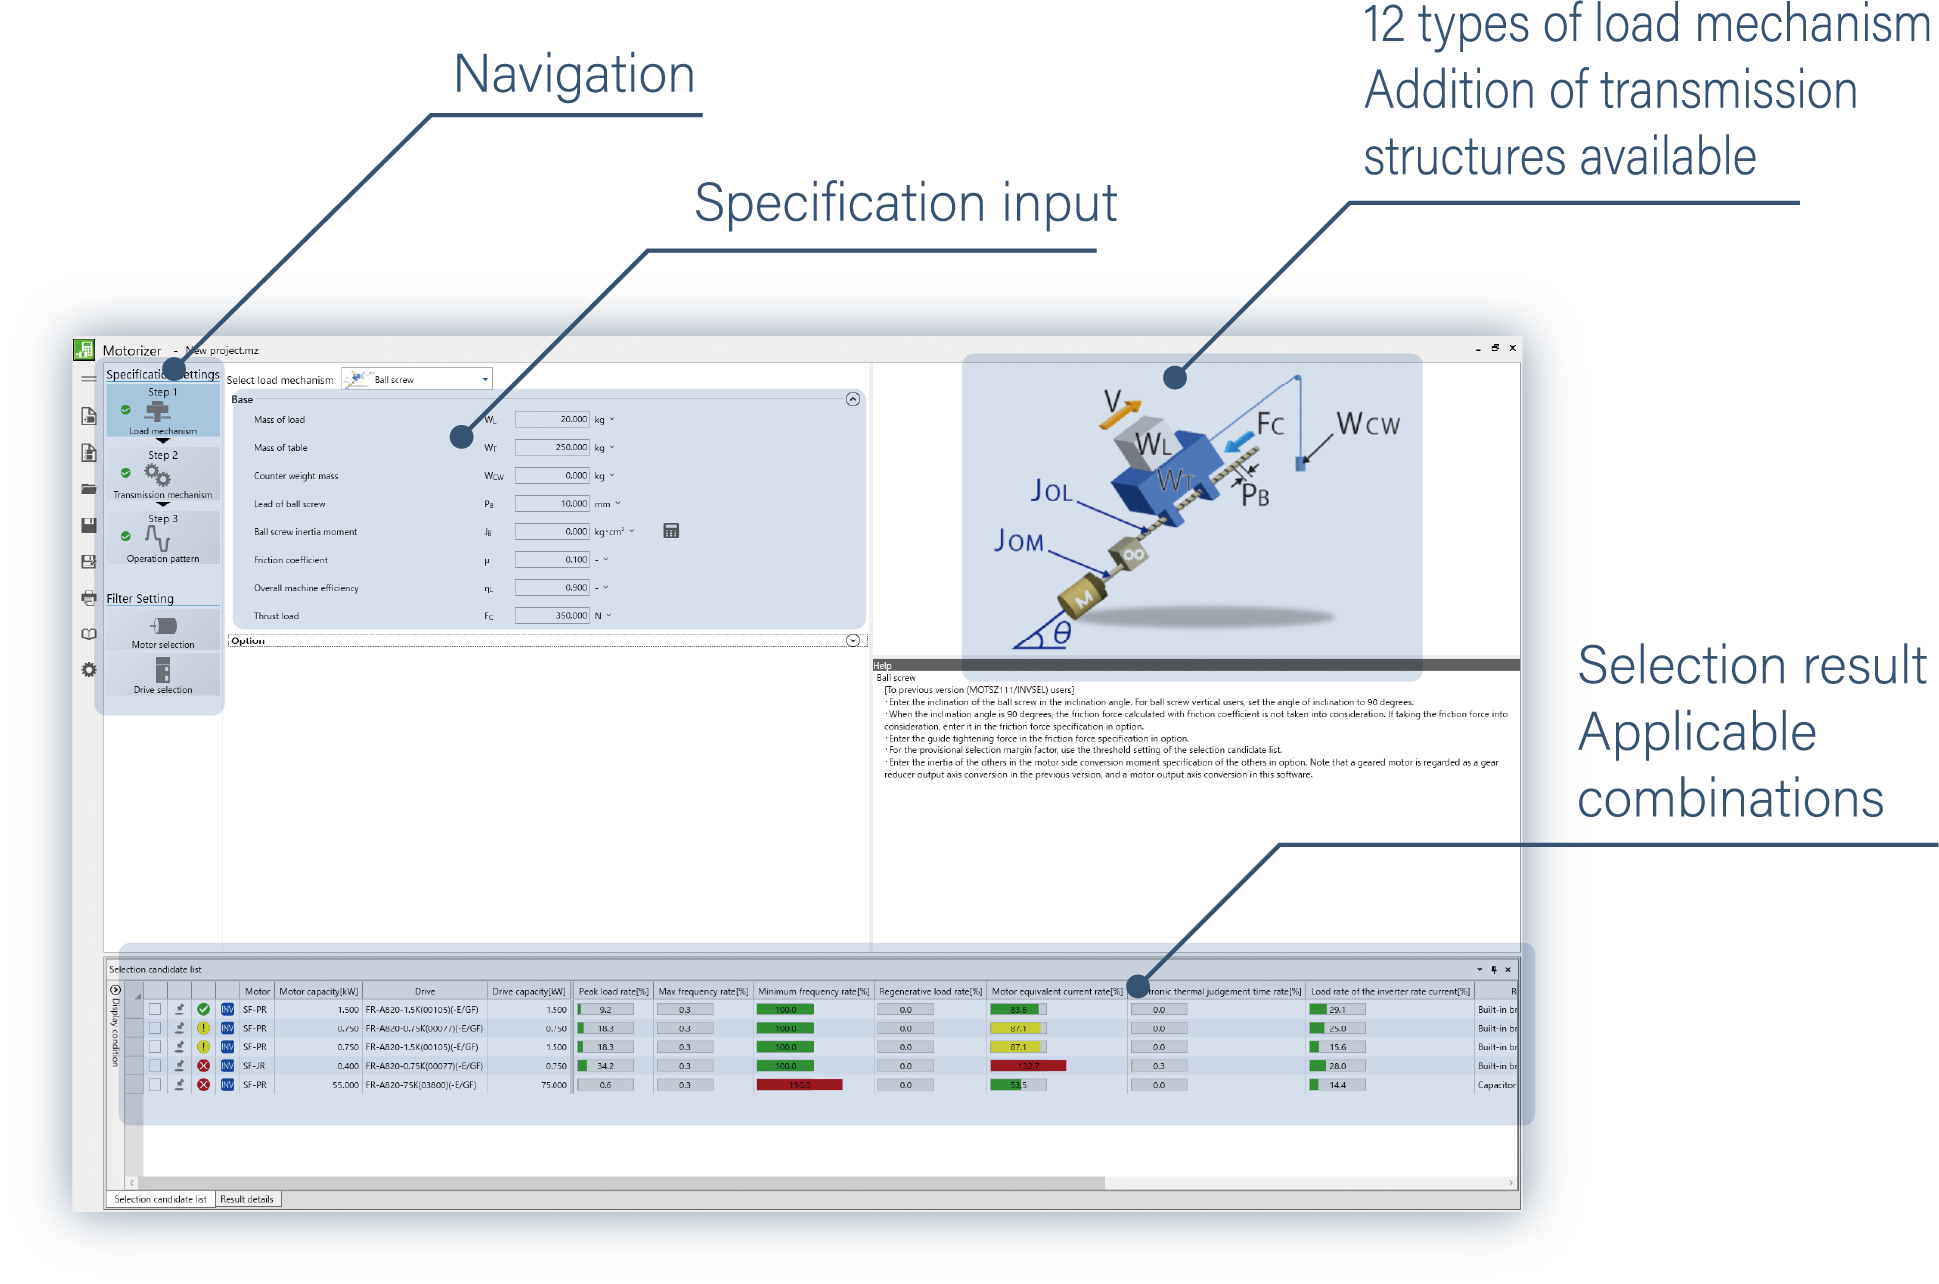 12 types of load mechanism
Addition of transmission
structures available
Navigation
Specification input
Motorizer - New project.mz
Specification Settings
Step 1
Load mechanism
Step 2
Transmission mechanism
Step 3
Operation pattern
Filter Setting
Motor selection
Drive selection
Select load mechanism Ball screw
Base
Mass of load WL 20.000 kg
Mass of table WT 250.000 kg
Counter weight mass WCW 0.000 kg
Lead of ball screw PB 10.000 mm
Ball screw inertia moment JB 0.000 kg·cm²
Friction coefficient μ 0.100 -
Overall machine efficiency ηL 0.900 -
Thrust load FC 350.000 N
Option
V
FC
WCW
WL
WT
PB
JOL
JOM
M
θ
Help
Ball screw
[To previous version (MOTSZ111/INVSEL) users]
·Enter the inclination of the ball screw in the inclination angle. For ball screw vertical users, set the angle of inclination to 90 degrees.
·When the inclination angle is 90 degrees, the friction force calculated with friction coefficient is not taken into consideration. If taking the friction force into
consideration, enter it in the friction force specification in option.
·Enter the guide tightening force in the friction force specification in option.
·For the provisional selection margin factor, use the threshold setting of the selection candidate list.
·Enter the inertia of the others in the motor side conversion moment specification of the others in option. Note that a geared motor is regarded as a gear
reducer output axis conversion in the previous version, and a motor output axis conversion in this software.
Selection result
Applicable
combinations
Selection candidate list
Display condition
Motor Motor capacity[kW] Drive Drive capacity[kW] Peak load rate[%] Max frequency rate[%] Minimum frequency rate[%] Regenerative load rate[%] Motor equivalent current rate[%] tronic thermal judgement time rate[%] Load rate of the inverter rate current[%] R
INV SF-PR 1.500 FR-A820-1.5K(00105)(-E/GF) 1.500 9.2 0.3 100.0 0.0 83.6 0.0 29.1 Built-in br
INV SF-PR 0.750 FR-A820-0.75K(00077)(-E/GF) 0.750 18.3 0.3 100.0 0.0 87.1 0.0 25.0 Built-in br
INV SF-PR 0.750 FR-A820-1.5K(00105)(-E/GF) 1.500 18.3 0.3 100.0 0.0 87.1 0.0 15.6 Built-in br
INV SF-JR 0.400 FR-A820-0.75K(00077)(-E/GF) 0.750 34.2 0.3 100.0 0.0 132.7 0.3 28.0 Built-in br
INV SF-PR 55.000 FR-A820-75K(03800)(-E/GF) 75.000 0.6 0.3 150.0 0.0 53.5 0.0 14.4 Capacitor
Selection candidate list Result details